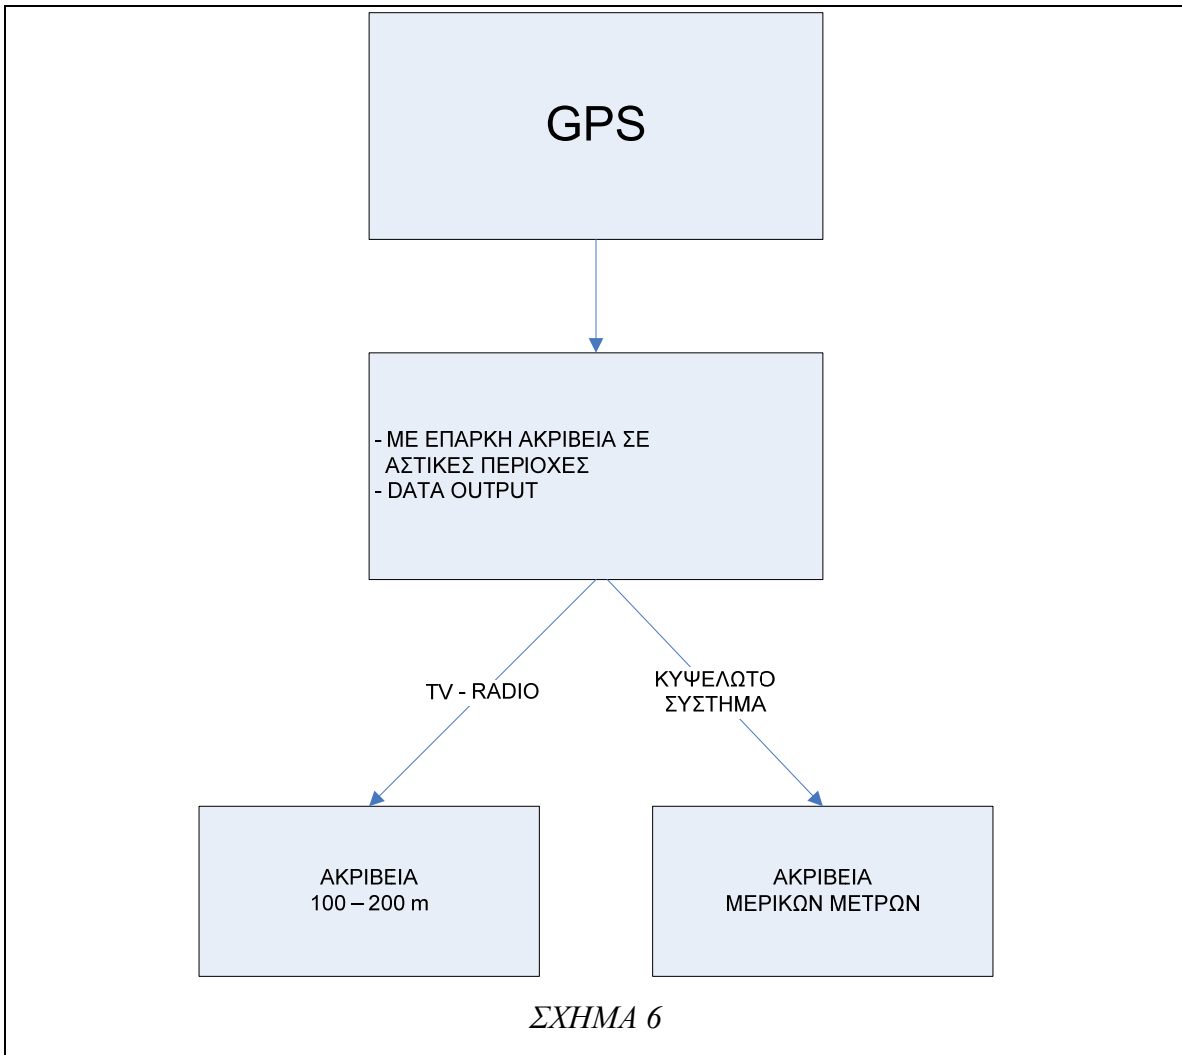 GPS
- ΜΕ ΕΠΑΡΚΗ ΑΚΡΙΒΕΙΑ ΣΕ
ΑΣΤΙΚΕΣ ΠΕΡΙΟΧΕΣ
- DATA OUTPUT
TV - RADIO
ΚΥΨΕΛΩΤΟ
ΣΥΣΤΗΜΑ
ΑΚΡΙΒΕΙΑ
100 – 200 m
ΑΚΡΙΒΕΙΑ
ΜΕΡΙΚΩΝ ΜΕΤΡΩΝ
ΣΧΗΜΑ 6